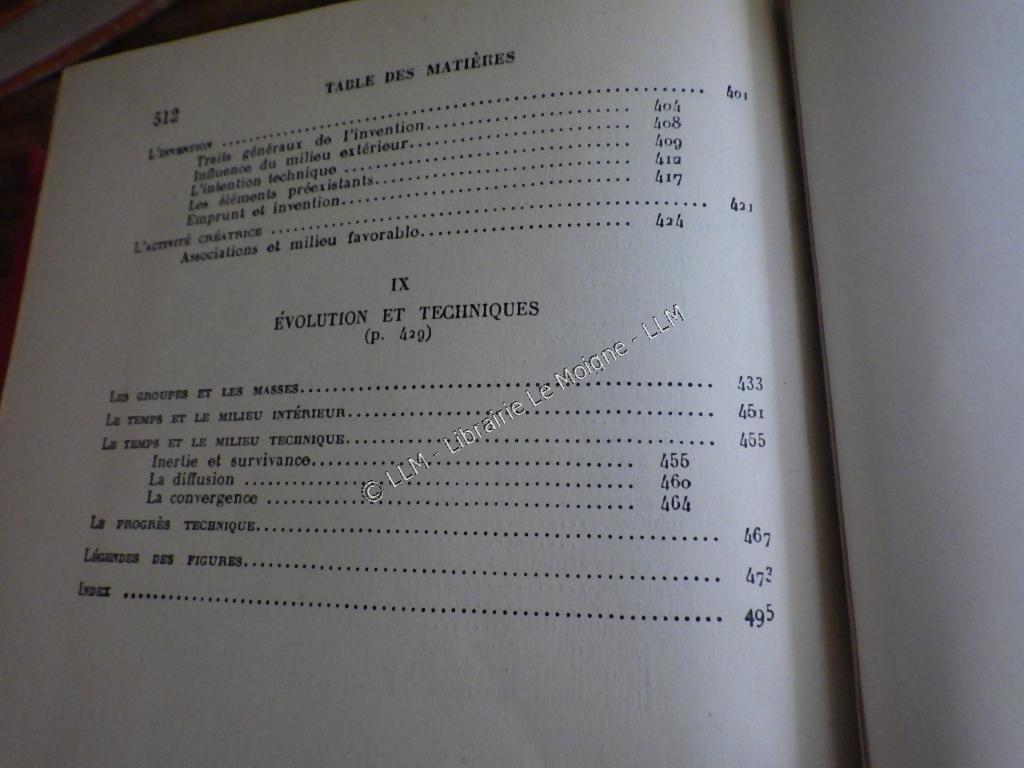 512
TABLE DES MATIÈRES
L'INVENTION ........ 401
Traits généraux de l'invention........ 404
Influence du milieu extérieur........ 408
L'intention technique ........ 409
Les éléments préexistants........ 412
Emprunt et invention........ 417
L'ACTIVITÉ CRÉATRICE ........ 421
Associations et milieu favorable........ 424
IX
ÉVOLUTION ET TECHNIQUES
(p. 429)
LES GROUPES ET LES MASSES........ 433
LE TEMPS ET LE MILIEU INTÉRIEUR........ 451
LE TEMPS ET LE MILIEU TECHNIQUE........ 455
Inertie et survivance........ 455
La diffusion ........ 460
La convergence ........ 464
LE PROGRÈS TECHNIQUE........ 467
LÉGENDES DES FIGURES........ 473
INDEX ........ 495
© LLM - Librairie Le Moigne - LLM